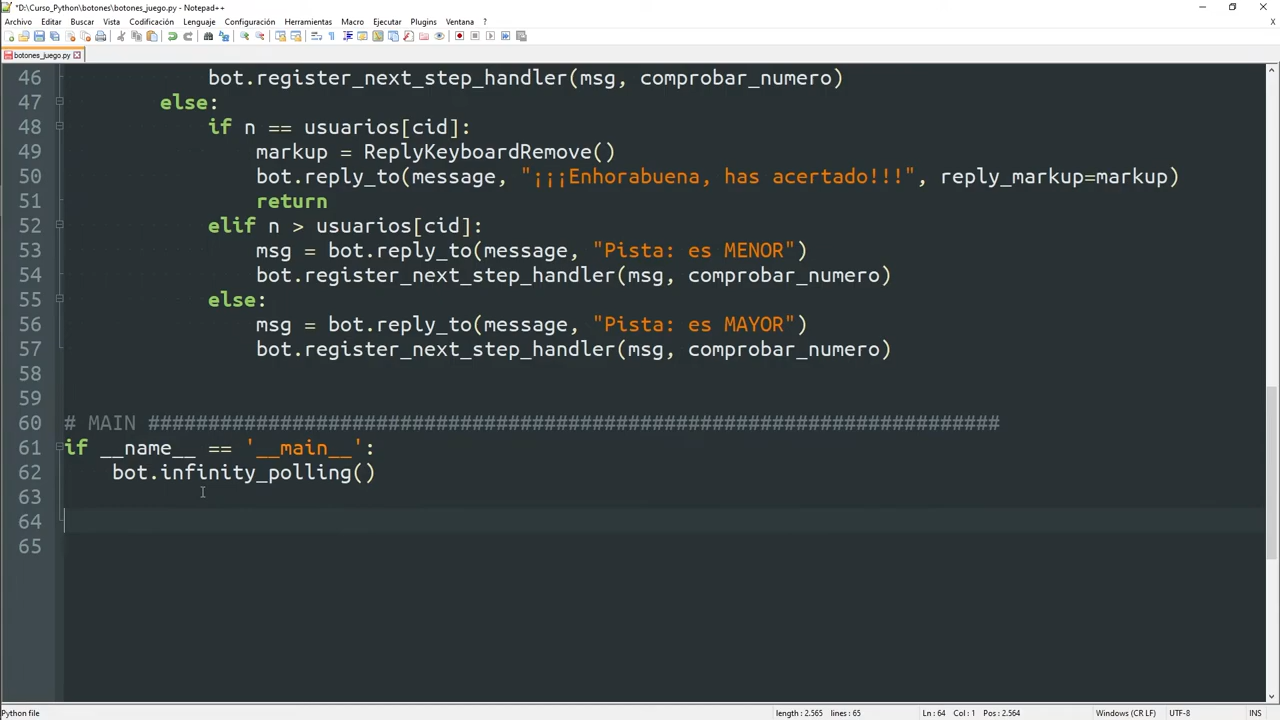 *D:\Curso_Python\botones\botones_juego.py - Notepad++
Archivo Editar Buscar Vista Codificación Lenguaje Configuración Herramientas Macro Ejecutar Plugins Ventana ?
botones_juego.py
46 bot.register_next_step_handler(msg, comprobar_numero)
47 else:
48 if n == usuarios[cid]:
49 markup = ReplyKeyboardRemove()
50 bot.reply_to(message, "¡¡¡Enhorabuena, has acertado!!!", reply_markup=markup)
51 return
52 elif n > usuarios[cid]:
53 msg = bot.reply_to(message, "Pista: es MENOR")
54 bot.register_next_step_handler(msg, comprobar_numero)
55 else:
56 msg = bot.reply_to(message, "Pista: es MAYOR")
57 bot.register_next_step_handler(msg, comprobar_numero)
58
59
60 # MAIN #######################################################################
61 if __name__ == '__main__':
62 bot.infinity_polling()
63
64
65
Python file length : 2.565 lines : 65 Ln : 64 Col : 1 Pos : 2.564 Windows (CR LF) UTF-8 INS